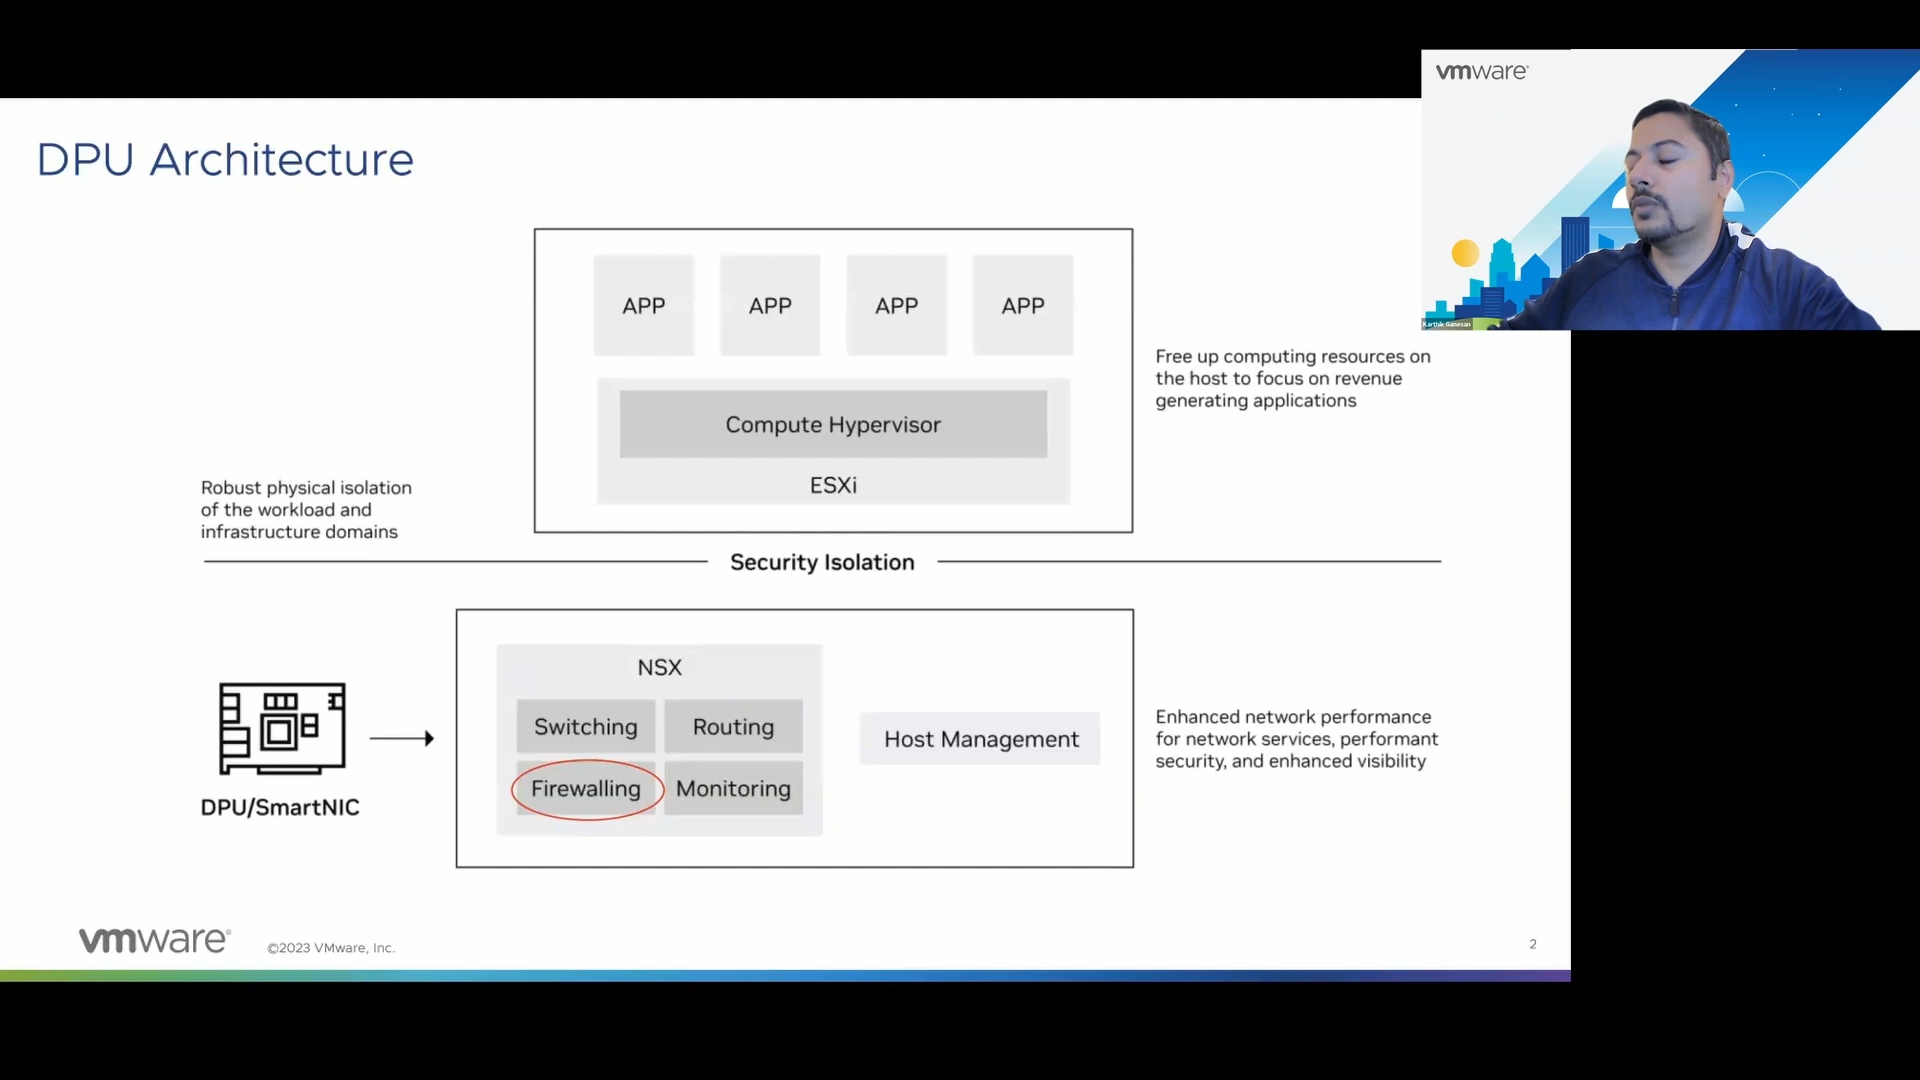 vmware
Karthik Ganesan
DPU Architecture
APP APP APP APP
Compute Hypervisor
ESXi
Free up computing resources on
the host to focus on revenue
generating applications
Robust physical isolation
of the workload and
infrastructure domains
Security Isolation
NSX
Switching Routing
Firewalling Monitoring
Host Management
DPU/SmartNIC
Enhanced network performance
for network services, performant
security, and enhanced visibility
vmware®
©2023 VMware, Inc.
2